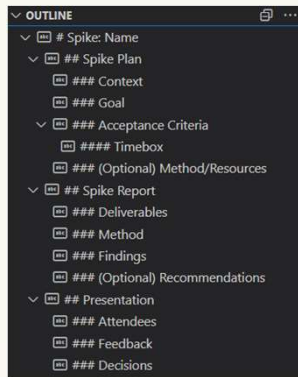 OUTLINE
# Spike: Name
## Spike Plan
### Context
### Goal
### Acceptance Criteria
#### Timebox
### (Optional) Method/Resources
## Spike Report
### Deliverables
### Method
### Findings
### (Optional) Recommendations
## Presentation
### Attendees
### Feedback
### Decisions